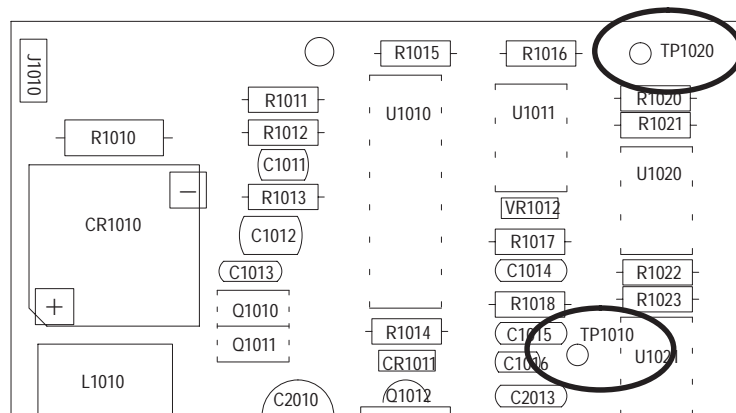 R1015
R1016
TP1020
J1010
R1011
U1010
U1011
R1020
R1012
R1021
R1010
C1011
U1020
R1013
VR1012
CR1010
−
C1012
R1017
C1013
C1014
R1022
R1018
R1023
+
Q1010
R1014
C1015
TP1010
Q1011
CR1011
C1016
U1021
L1010
C2010
Q1012
C2013